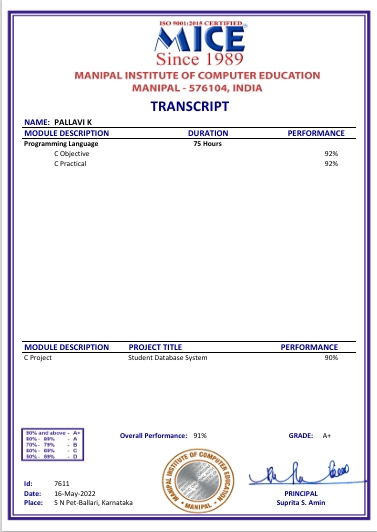 ISO 9001:2015 CERTIFIED
MICE
Since 1989
MANIPAL INSTITUTE OF COMPUTER EDUCATION
MANIPAL - 576104, INDIA
TRANSCRIPT
NAME: PALLAVI K
MODULE DESCRIPTION DURATION PERFORMANCE
Programming Language 75 Hours
C Objective 92%
C Practical 92%
MODULE DESCRIPTION PROJECT TITLE PERFORMANCE
C Project Student Database System 90%
90% and above - A+
80% - 89% - A
70% - 79% - B
60% - 69% - C
50% - 59% - D
Overall Performance: 91% GRADE: A+
MANIPAL INSTITUTE OF COMPUTER EDUCATION
• MANIPAL •
Id: 7611
Date: 16-May-2022 PRINCIPAL
Place: S N Pet-Ballari, Karnataka Suprita S. Amin